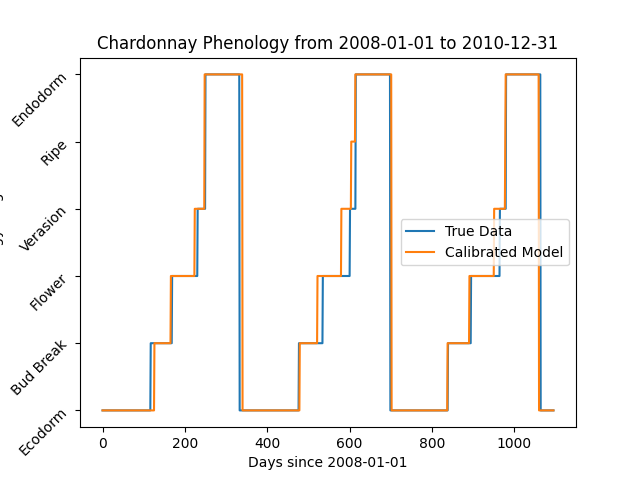 Chardonnay Phenology from 2008-01-01 to 2010-12-31
Endodorm
Ripe
Verasion
Flower
Bud Break
Ecodorm
True Data
Calibrated Model
0 200 400 600 800 1000
Days since 2008-01-01